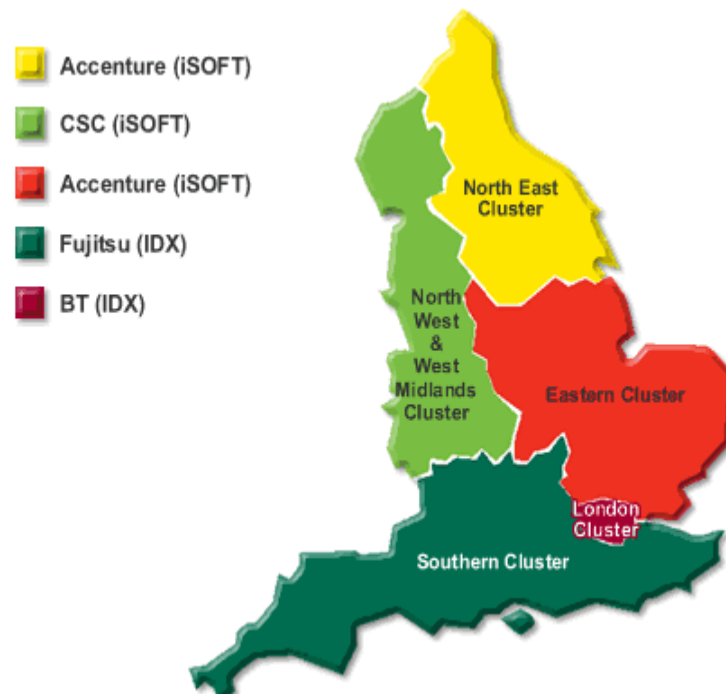 Accenture (iSOFT)
CSC (iSOFT)
Accenture (iSOFT)
Fujitsu (IDX)
BT (IDX)
North East
Cluster
North
West
&
West
Midlands
Cluster
Eastern Cluster
London
Cluster
Southern Cluster